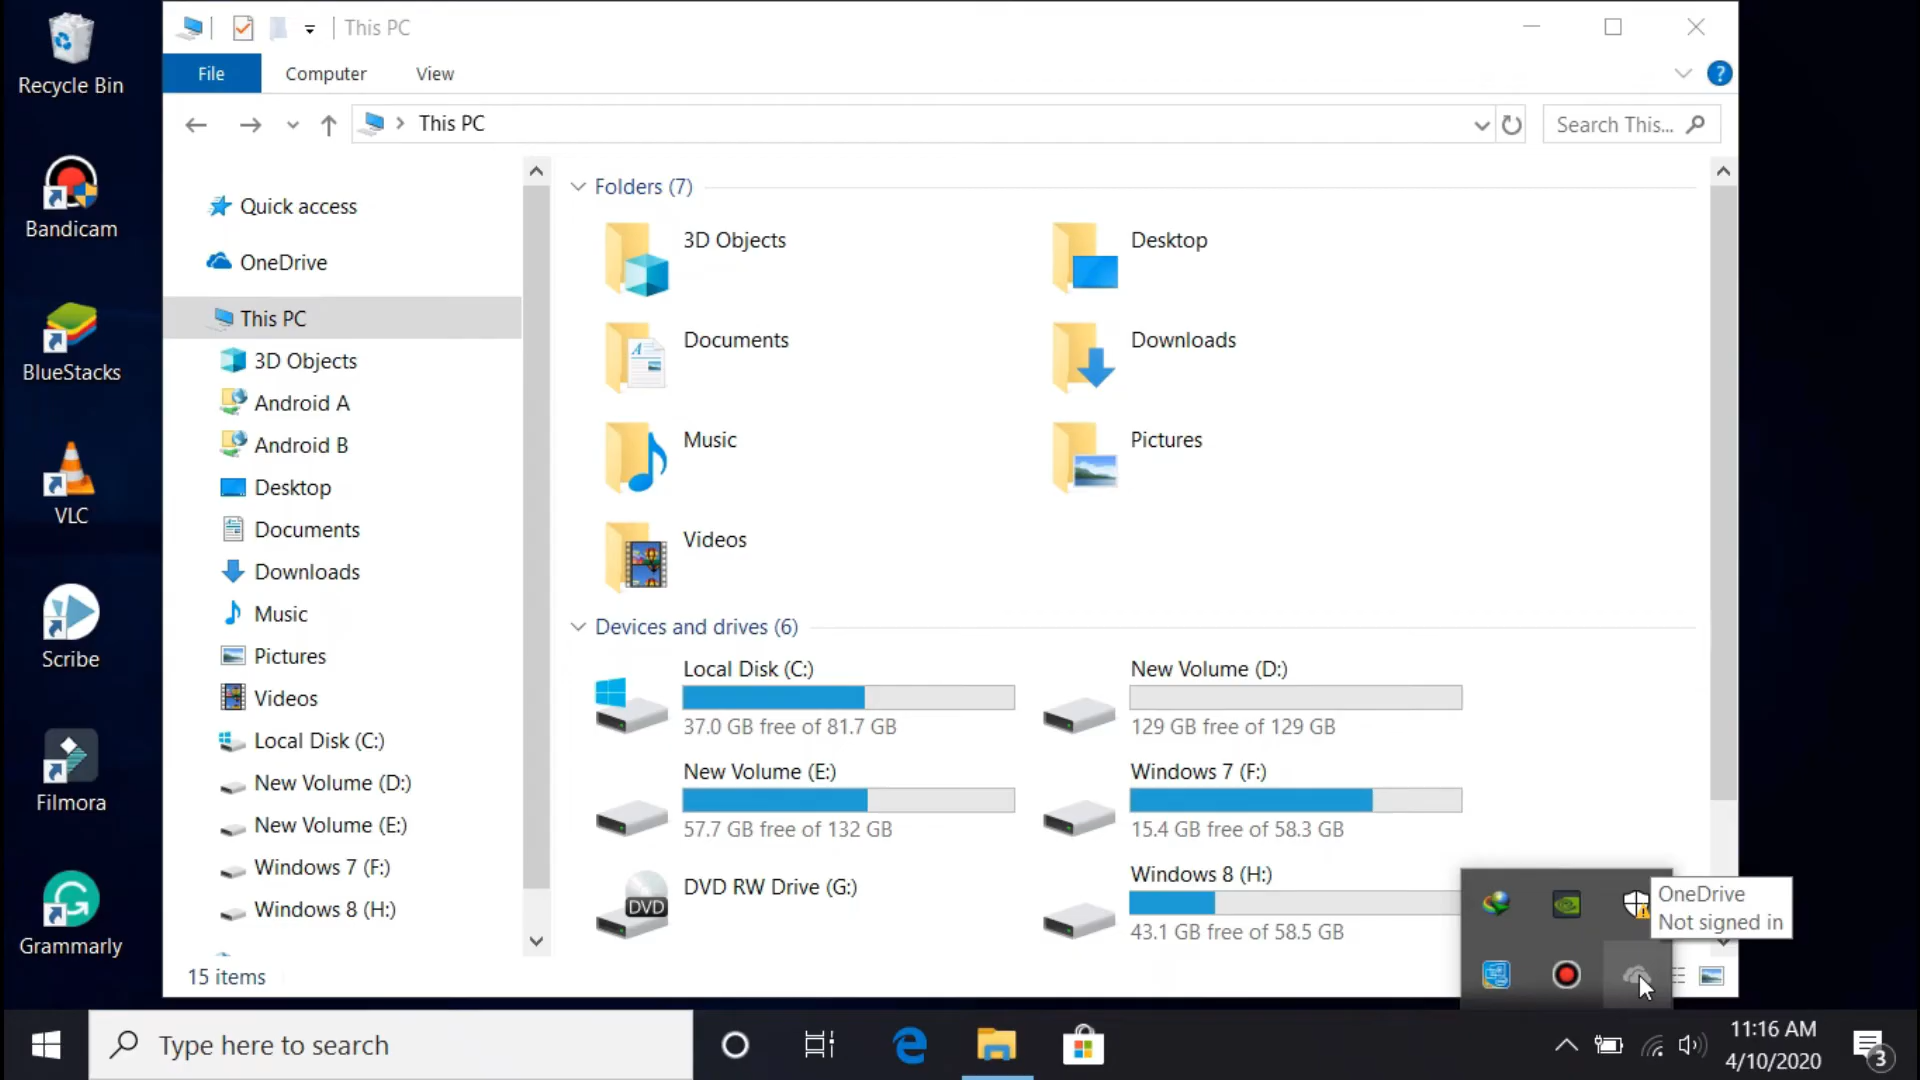 Recycle Bin
Bandicam
BlueStacks
VLC
Scribe
Filmora
Grammarly
This PC
File
Computer
View
?
This PC
Search This...
Quick access
OneDrive
This PC
3D Objects
Android A
Android B
Desktop
Documents
Downloads
Music
Pictures
Videos
Local Disk (C:)
New Volume (D:)
New Volume (E:)
Windows 7 (F:)
Windows 8 (H:)
Folders (7)
3D Objects
Desktop
Documents
Downloads
Music
Pictures
Videos
Devices and drives (6)
Local Disk (C:)
37.0 GB free of 81.7 GB
New Volume (D:)
129 GB free of 129 GB
New Volume (E:)
57.7 GB free of 132 GB
Windows 7 (F:)
15.4 GB free of 58.3 GB
DVD
DVD RW Drive (G:)
Windows 8 (H:)
43.1 GB free of 58.5 GB
OneDrive
Not signed in
15 items
Type here to search
11:16 AM
4/10/2020
3